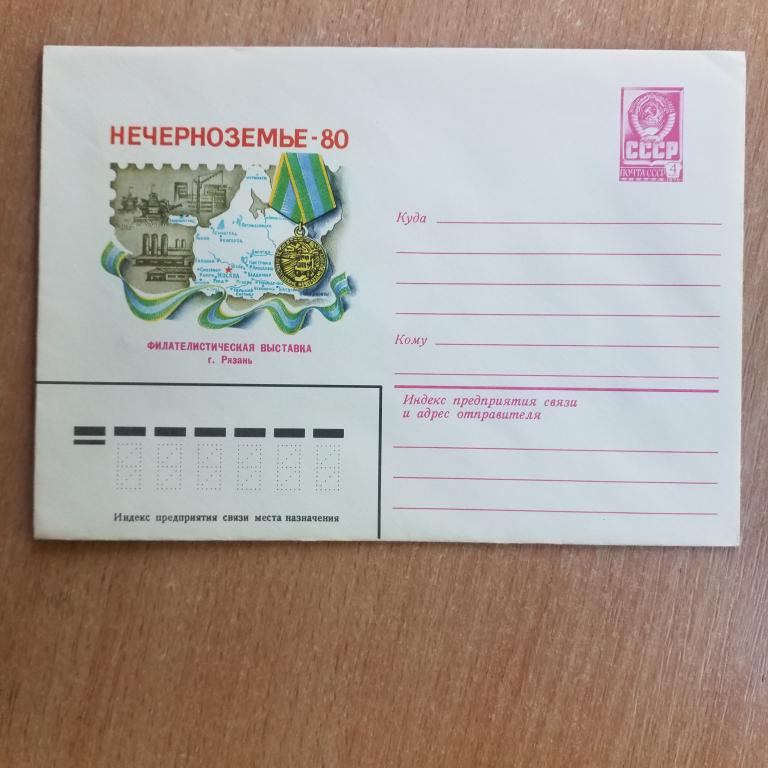 НЕЧЕРНОЗЕМЬЕ-80
МОСКВА
ФИЛАТЕЛИСТИЧЕСКАЯ ВЫСТАВКА
г. Рязань
СССР
ПОЧТА СССР 4
Куда
Кому
Индекс предприятия связи
и адрес отправителя
Индекс предприятия связи места назначения